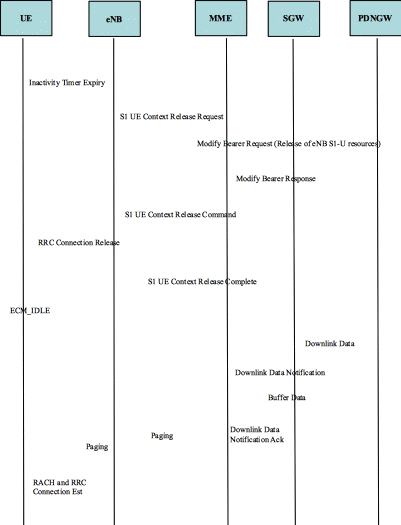 UE eNB MME SGW PDNGW
Inactivity Timer Expiry
S1 UE Context Release Request
Modify Bearer Request (Release of eNB S1-U resources)
Modify Bearer Response
S1 UE Context Release Command
RRC Connection Release
S1 UE Context Release Complete
ECM_IDLE
Downlink Data
Downlink Data Notification
Buffer Data
Downlink Data
Notification Ack
Paging
Paging
RACH and RRC
Connection Est